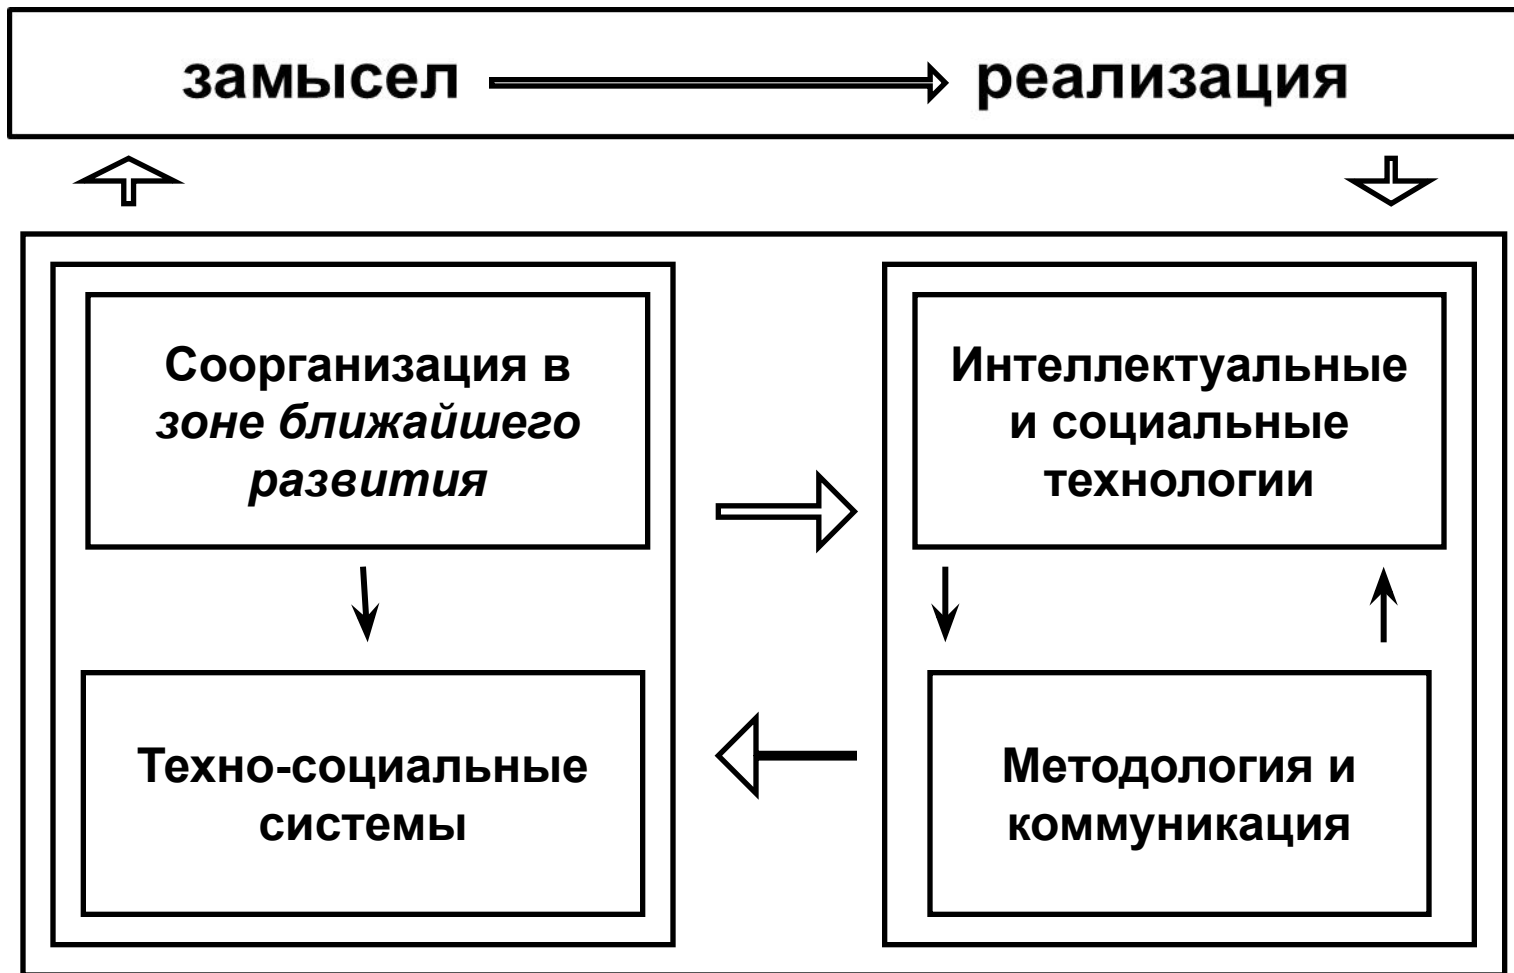 замысел реализация
Соорганизация в
зоне ближайшего
развития
Интеллектуальные
и социальные
технологии
Техно-социальные
системы
Методология и
коммуникация